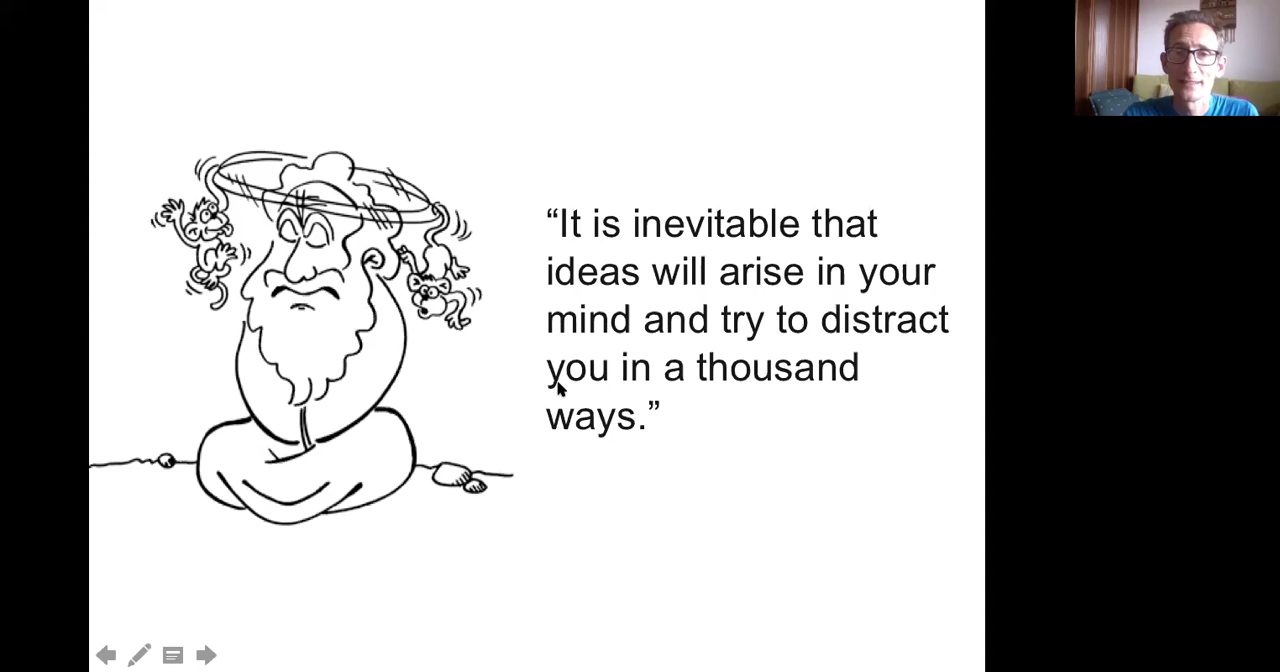 “It is inevitable that
ideas will arise in your
mind and try to distract
you in a thousand
ways.”